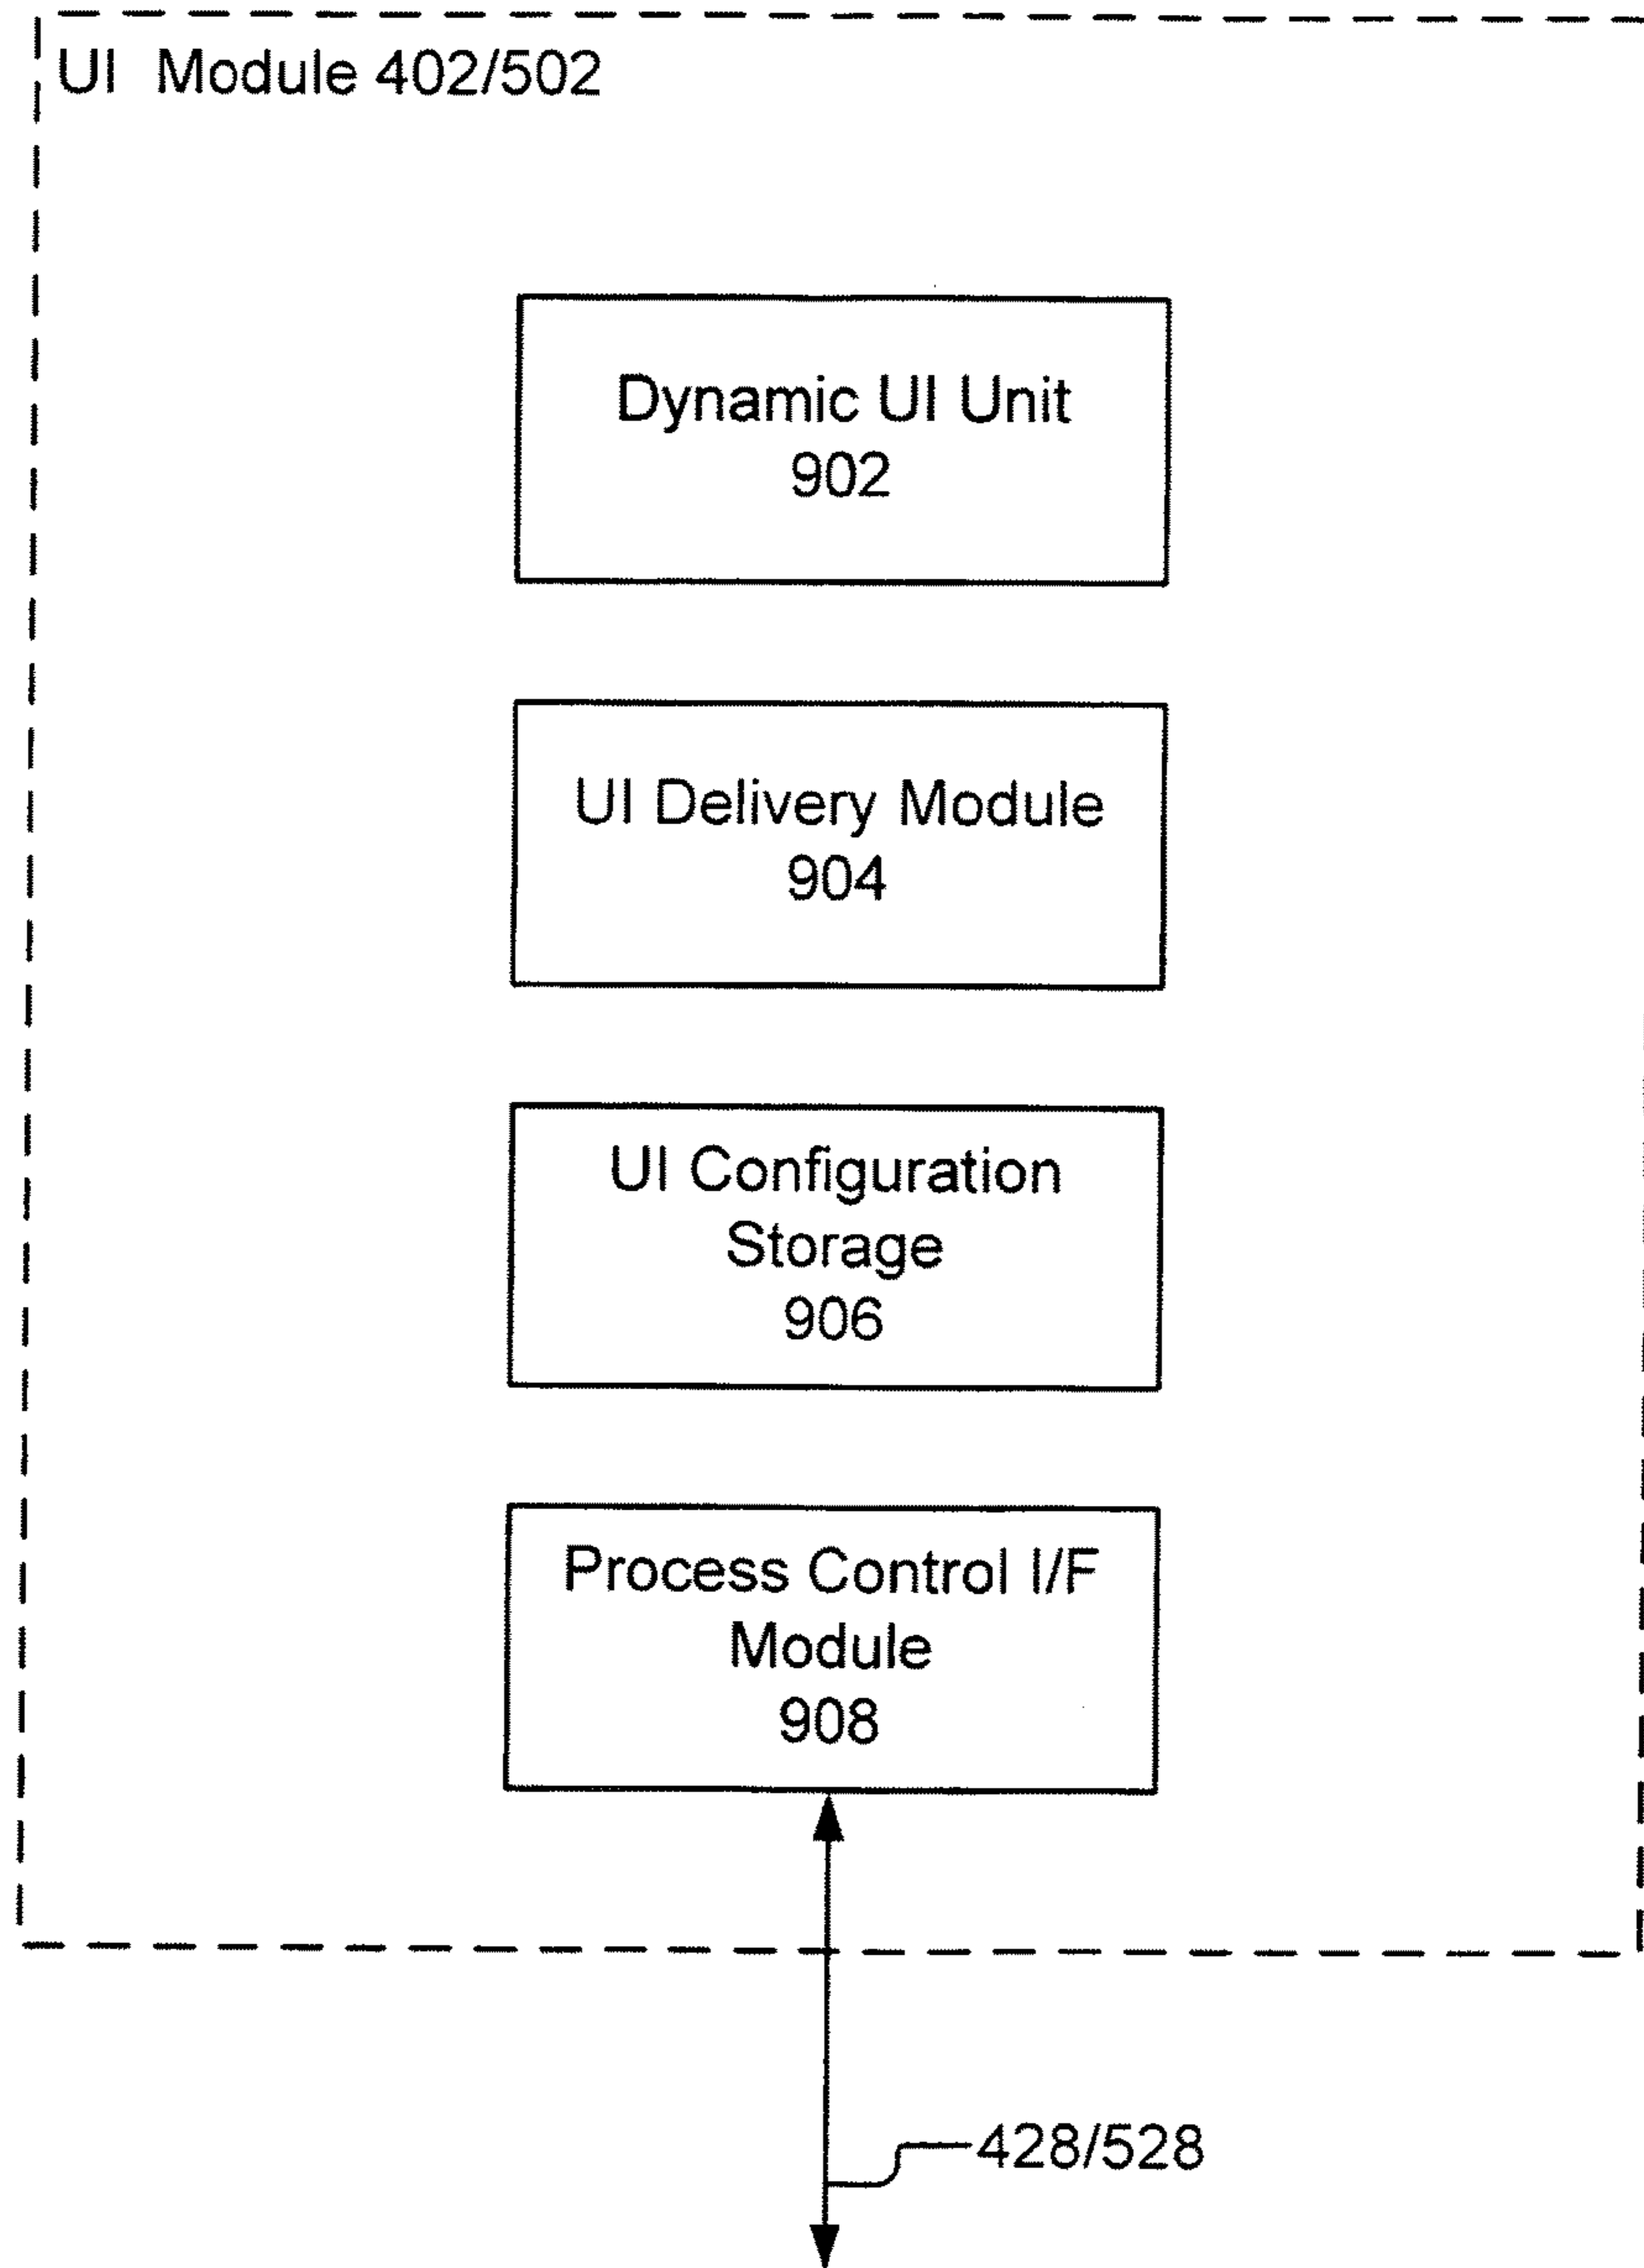 UI Module 402/502
Dynamic UI Unit
902
UI Delivery Module
904
UI Configuration
Storage
906
Process Control I/F
Module
908
428/528